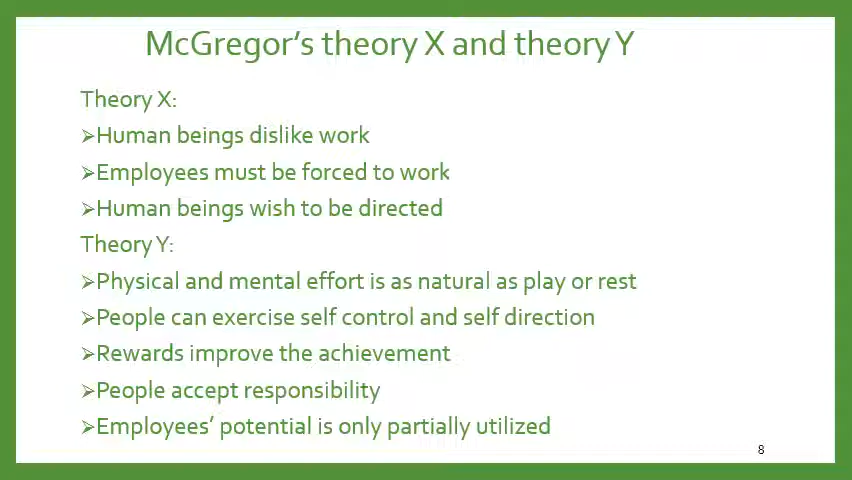 McGregor’s theory X and theory Y
Theory X:
➢Human beings dislike work
➢Employees must be forced to work
➢Human beings wish to be directed
Theory Y:
➢Physical and mental effort is as natural as play or rest
➢People can exercise self control and self direction
➢Rewards improve the achievement
➢People accept responsibility
➢Employees’ potential is only partially utilized
8